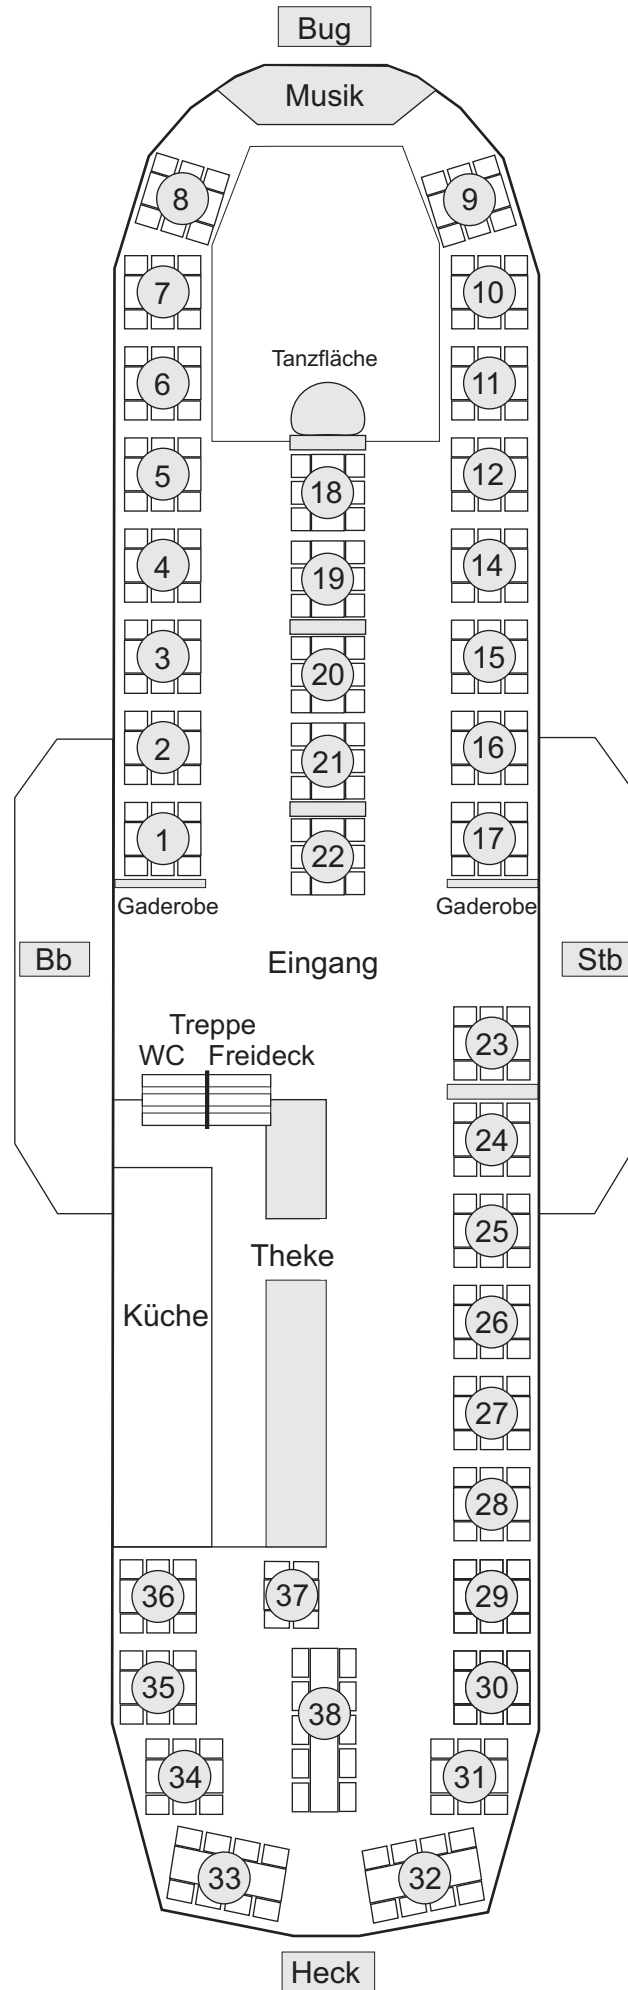 Bug
Musik
8
9
7
10
Tanzfläche
6
11
5
12
18
4
14
19
3
15
20
2
16
21
1
17
22
Gaderobe
Gaderobe
Bb
Eingang
Stb
Treppe
WC
Freideck
23
24
25
Theke
Küche
26
27
28
36
37
29
35
30
38
34
31
33
32
Heck